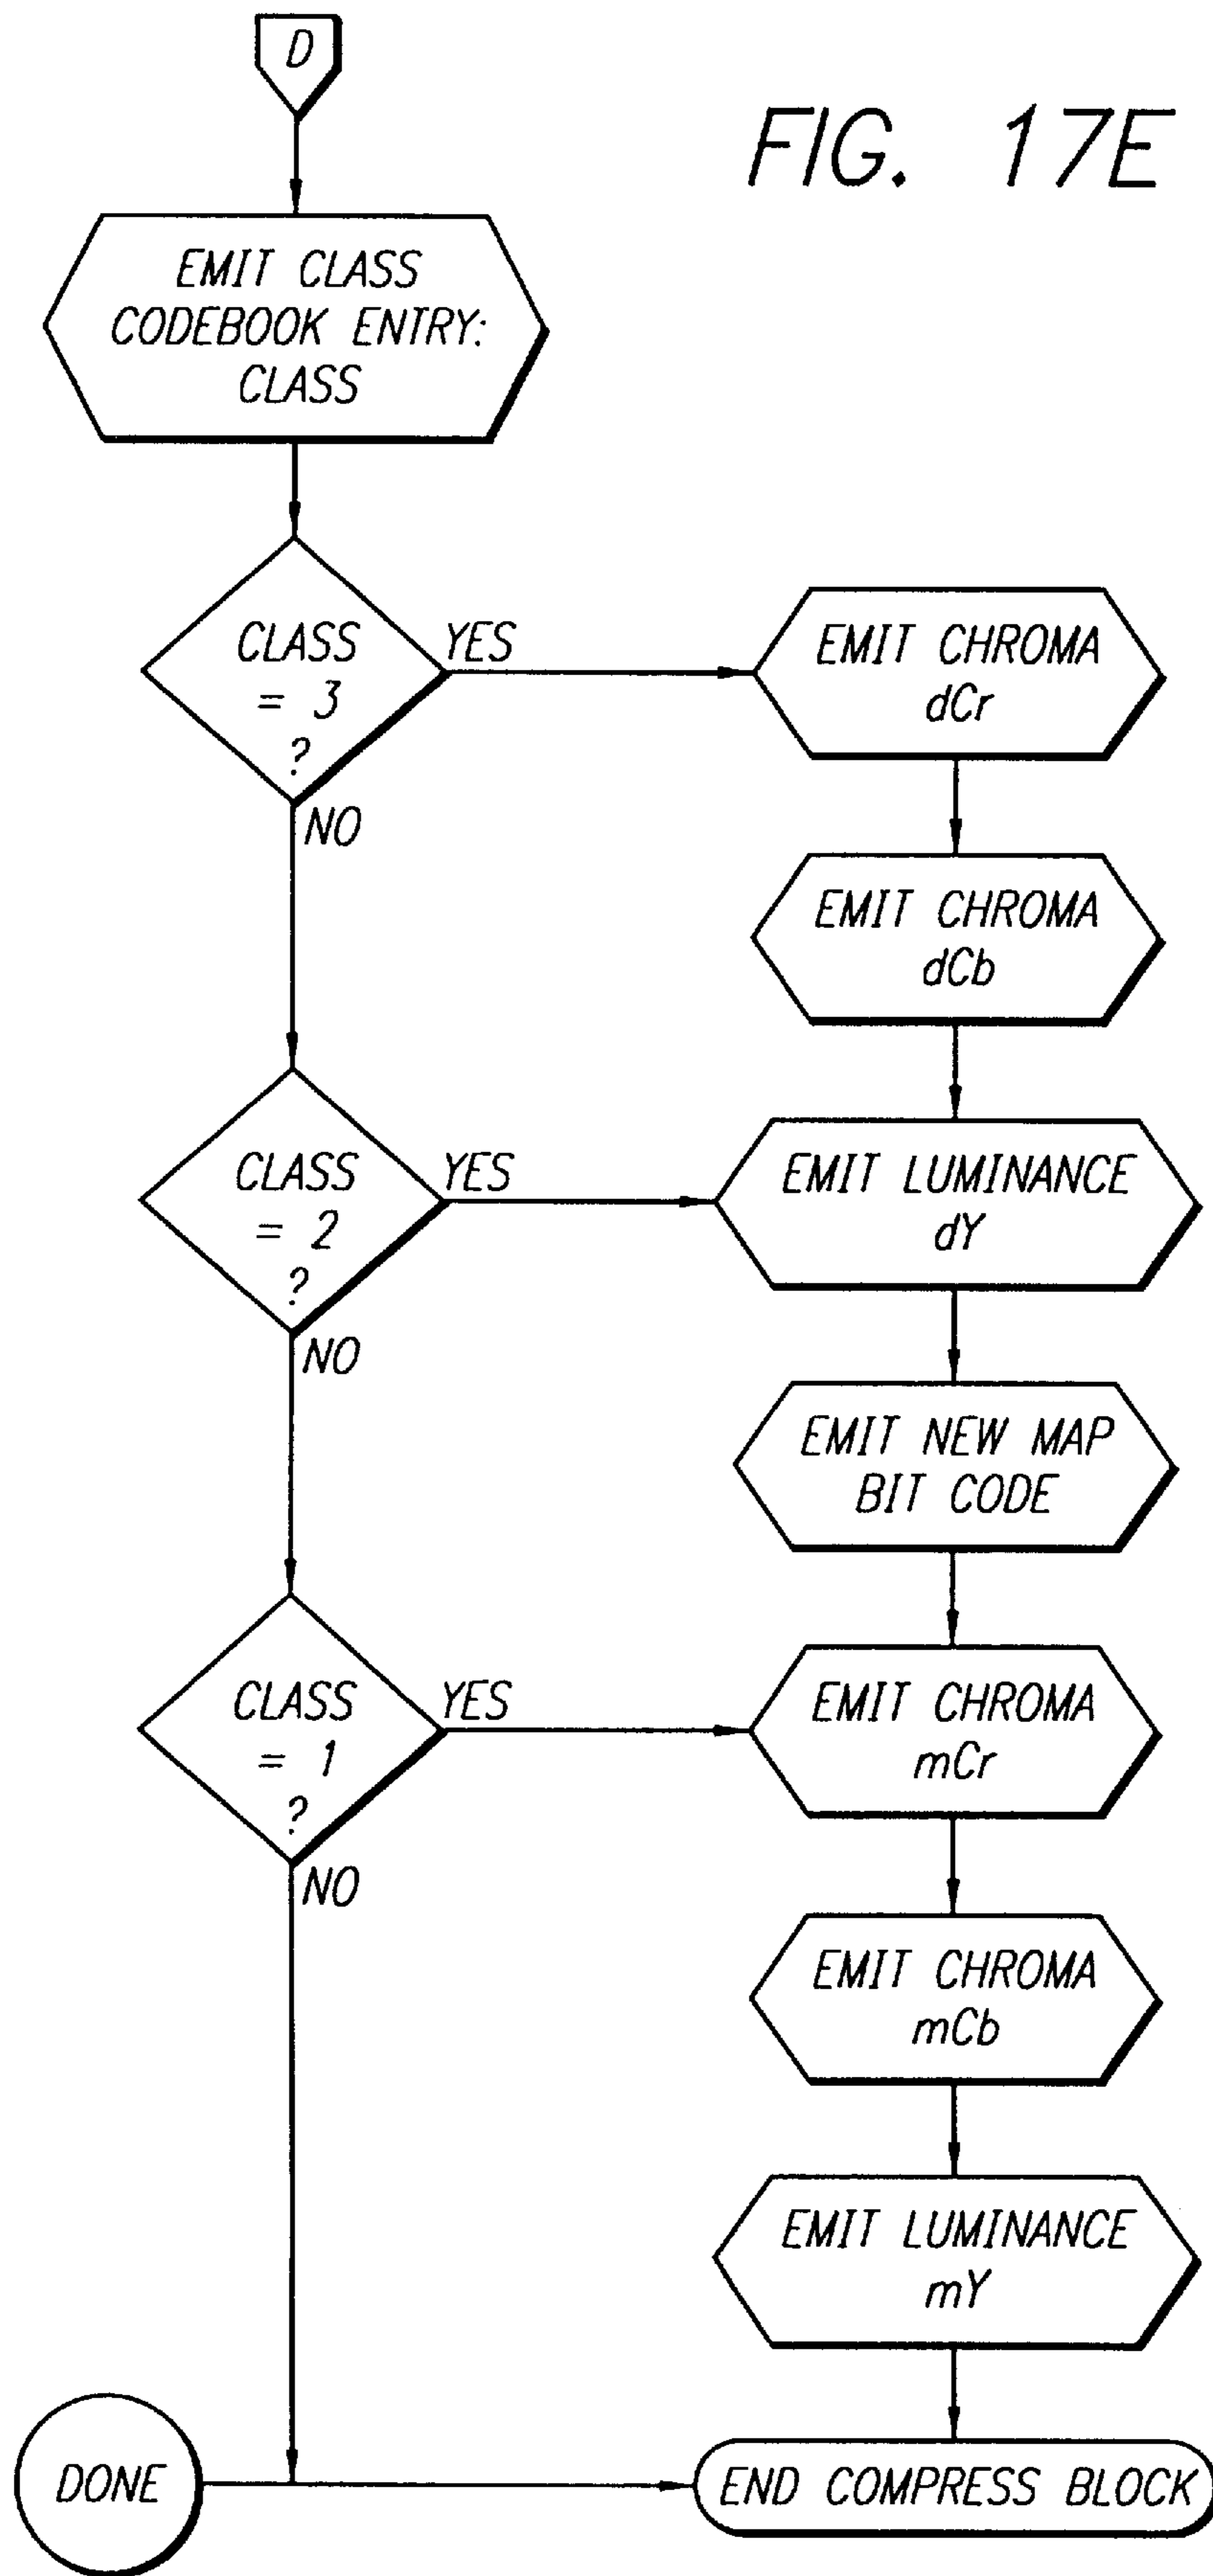 D
FIG. 17E
EMIT CLASS
CODEBOOK ENTRY:
CLASS
CLASS
= 3
?
YES
NO
EMIT CHROMA
dCr
EMIT CHROMA
dCb
CLASS
= 2
?
YES
NO
EMIT LUMINANCE
dY
EMIT NEW MAP
BIT CODE
CLASS
= 1
?
YES
NO
EMIT CHROMA
mCr
EMIT CHROMA
mCb
EMIT LUMINANCE
mY
DONE
END COMPRESS BLOCK